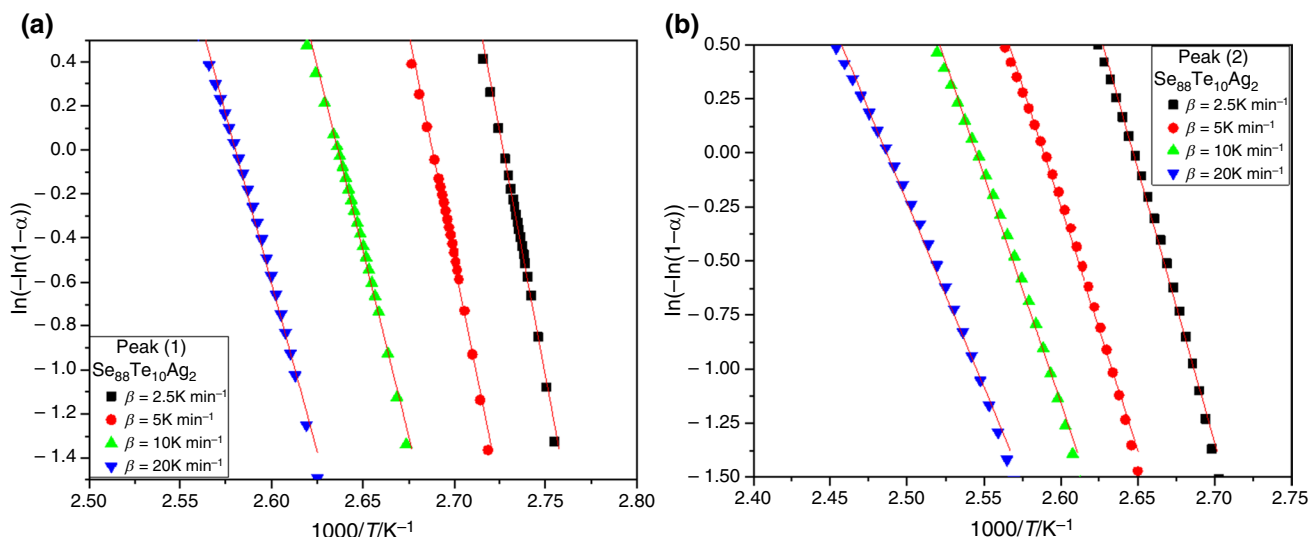 (a)
ln(−ln(1−α))
0.4
0.2
0.0
− 0.2
− 0.4
− 0.6
− 0.8
− 1.0
− 1.2
− 1.4
Peak (1)
Se₈₈Te₁₀Ag₂
β = 2.5K min⁻¹
β = 5K min⁻¹
β = 10K min⁻¹
β = 20K min⁻¹
2.50 2.55 2.60 2.65 2.70 2.75 2.80
1000/T/K⁻¹
(b)
ln(−ln(1−α))
0.50
0.25
0.00
− 0.25
− 0.50
− 0.75
− 1.00
− 1.25
− 1.50
Peak (2)
Se₈₈Te₁₀Ag₂
β = 2.5K min⁻¹
β = 5K min⁻¹
β = 10K min⁻¹
β = 20K min⁻¹
2.40 2.45 2.50 2.55 2.60 2.65 2.70 2.75
1000/T/K⁻¹